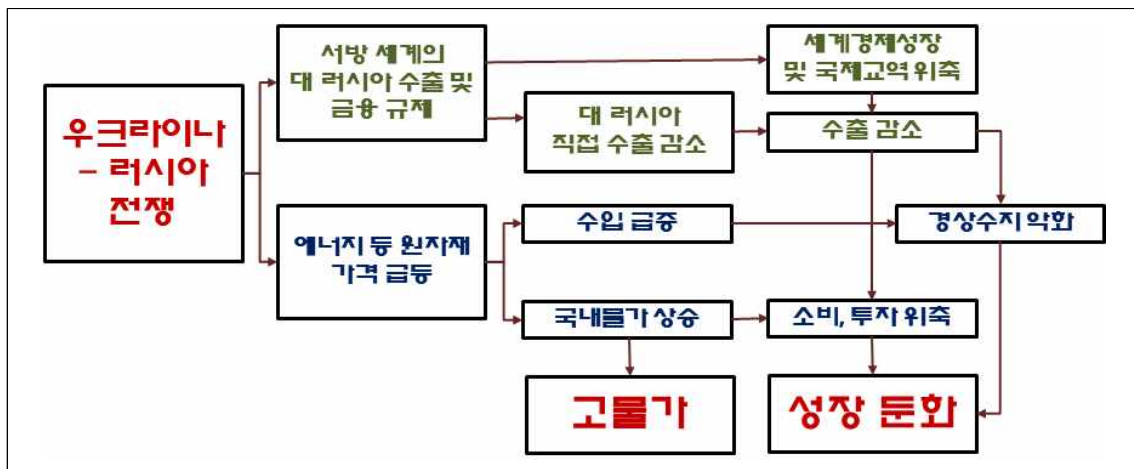 우크라이나
– 러시아
전쟁
서방 세계의
대 러시아 수출 및
금융 규제
세계경제성장
및 국제교역 위축
대 러시아
직접 수출 감소
수출 감소
에너지 등 원자재
가격 급등
수입 급증
경상수지 악화
국내물가 상승
소비, 투자 위축
고물가
성장 둔화